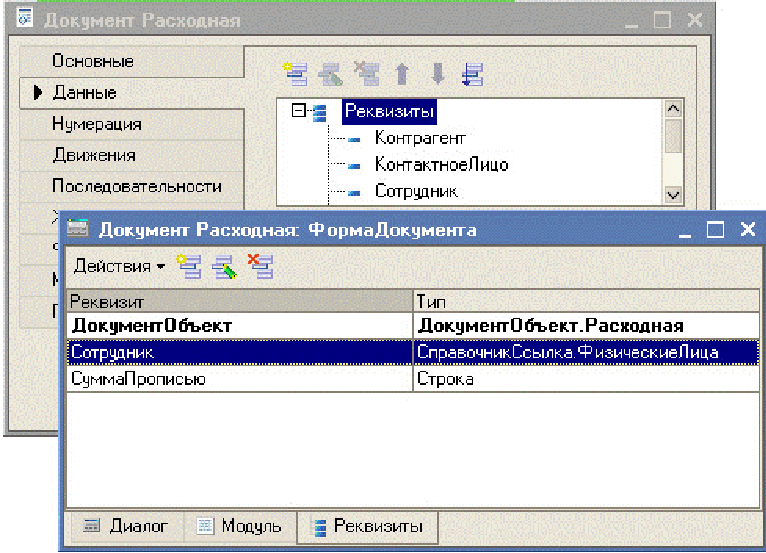 Документ Расходная
Основные
Данные
Нумерация
Движения
Последовательности
Реквизиты
Контрагент
КонтактноеЛицо
Сотрудник
Документ Расходная: ФормаДокумента
Действия
Реквизит Тип
ДокументОбъект ДокументОбъект.Расходная
Сотрудник СправочникСсылка.ФизическиеЛица
СуммаПрописью Строка
Диалог Модуль Реквизиты